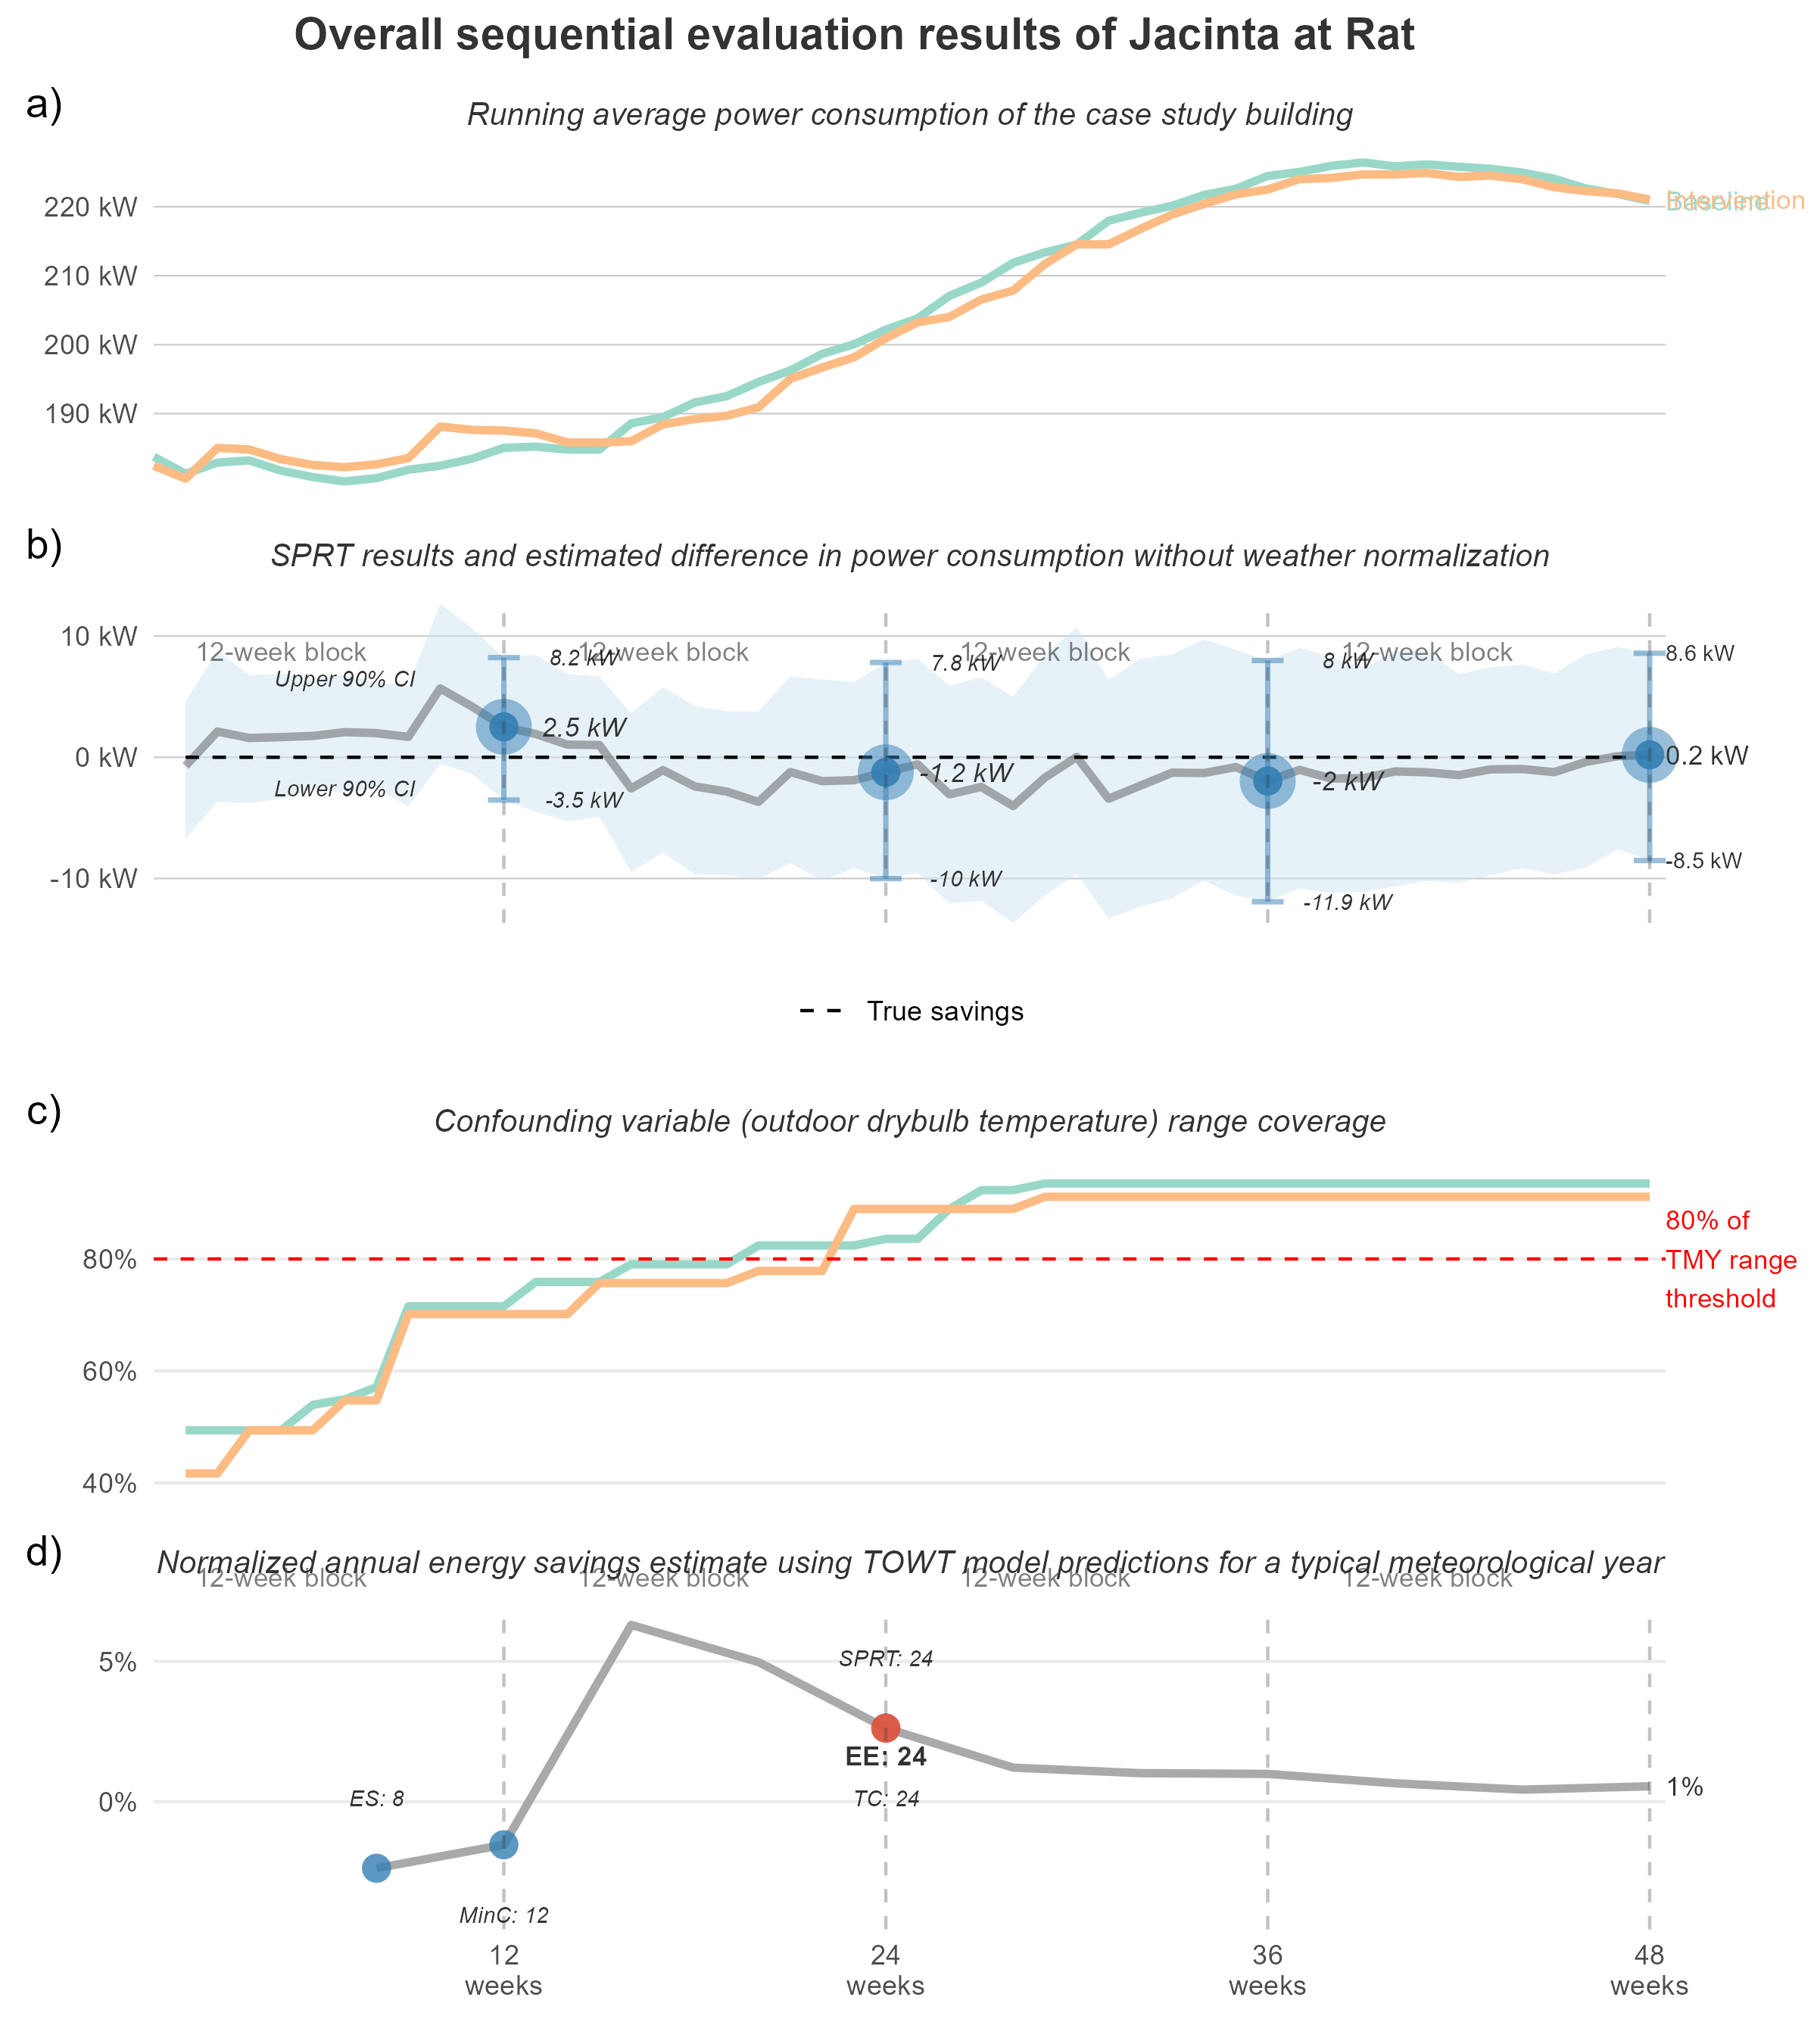 Overall sequential evaluation results of Jacinta at Rat
a)
Running average power consumption of the case study building
220 kW
210 kW
200 kW
190 kW
Baseline
Intervention
b)
SPRT results and estimated difference in power consumption without weather normalization
10 kW
0 kW
-10 kW
12-week block
12-week block
12-week block
12-week block
Upper 90% CI
Lower 90% CI
8.2 kW
2.5 kW
-3.5 kW
7.8 kW
-1.2 kW
-10 kW
8 kW
-2 kW
-11.9 kW
8.6 kW
0.2 kW
-8.5 kW
True savings
c)
Confounding variable (outdoor drybulb temperature) range coverage
80%
60%
40%
80% of
TMY range
threshold
d)
Normalized annual energy savings estimate using TOWT model predictions for a typical meteorological year
12-week block
12-week block
12-week block
12-week block
5%
0%
SPRT: 24
EE: 24
TC: 24
ES: 8
MinC: 12
1%
12
weeks
24
weeks
36
weeks
48
weeks